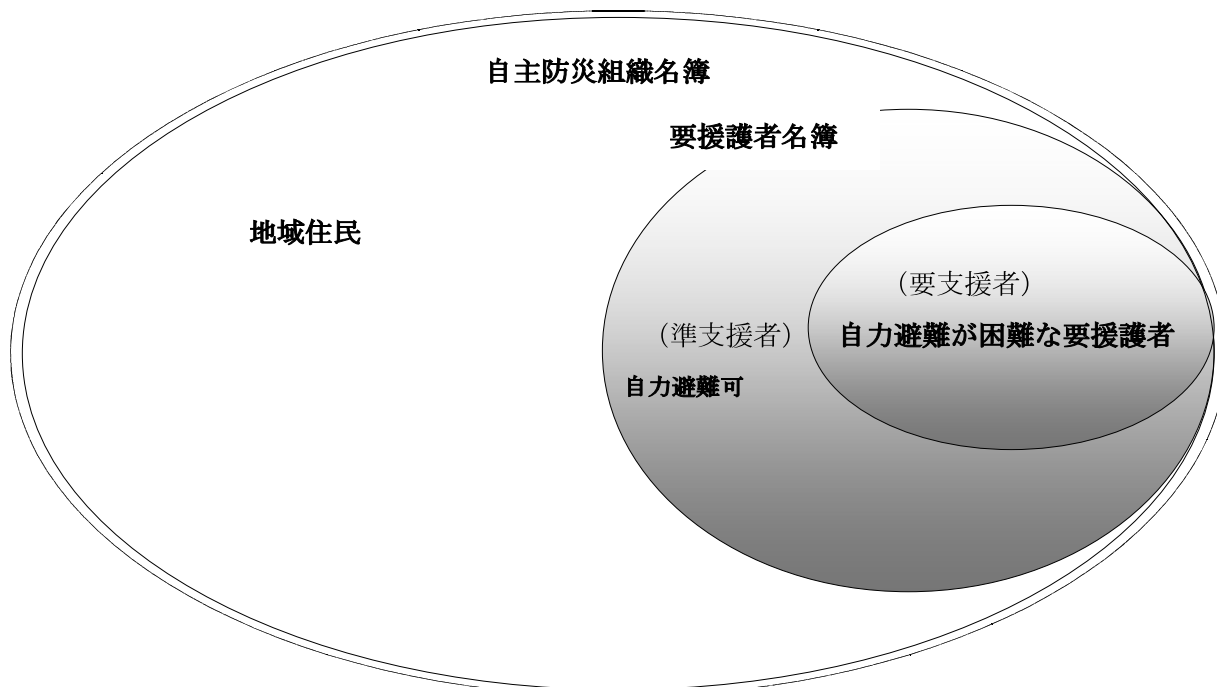 自主防災組織名簿
要援護者名簿
地域住民
（要支援者）
（準支援者）
自力避難が困難な要援護者
自力避難可